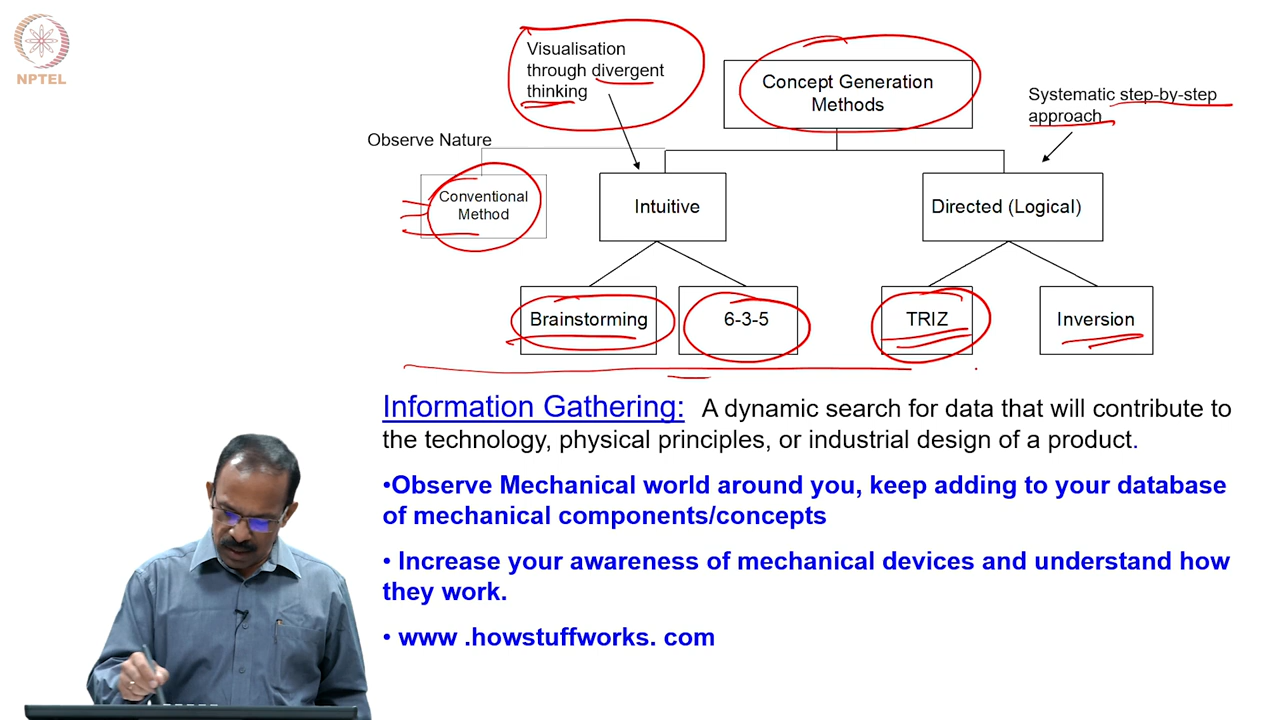 NPTEL
Visualisation
through divergent
thinking
Concept Generation
Methods
Systematic step-by-step
approach
Observe Nature
Conventional
Method
Intuitive
Directed (Logical)
Brainstorming
6-3-5
TRIZ
Inversion
Information Gathering: A dynamic search for data that will contribute to
the technology, physical principles, or industrial design of a product.
•Observe Mechanical world around you, keep adding to your database
of mechanical components/concepts
• Increase your awareness of mechanical devices and understand how
they work.
• www .howstuffworks. com